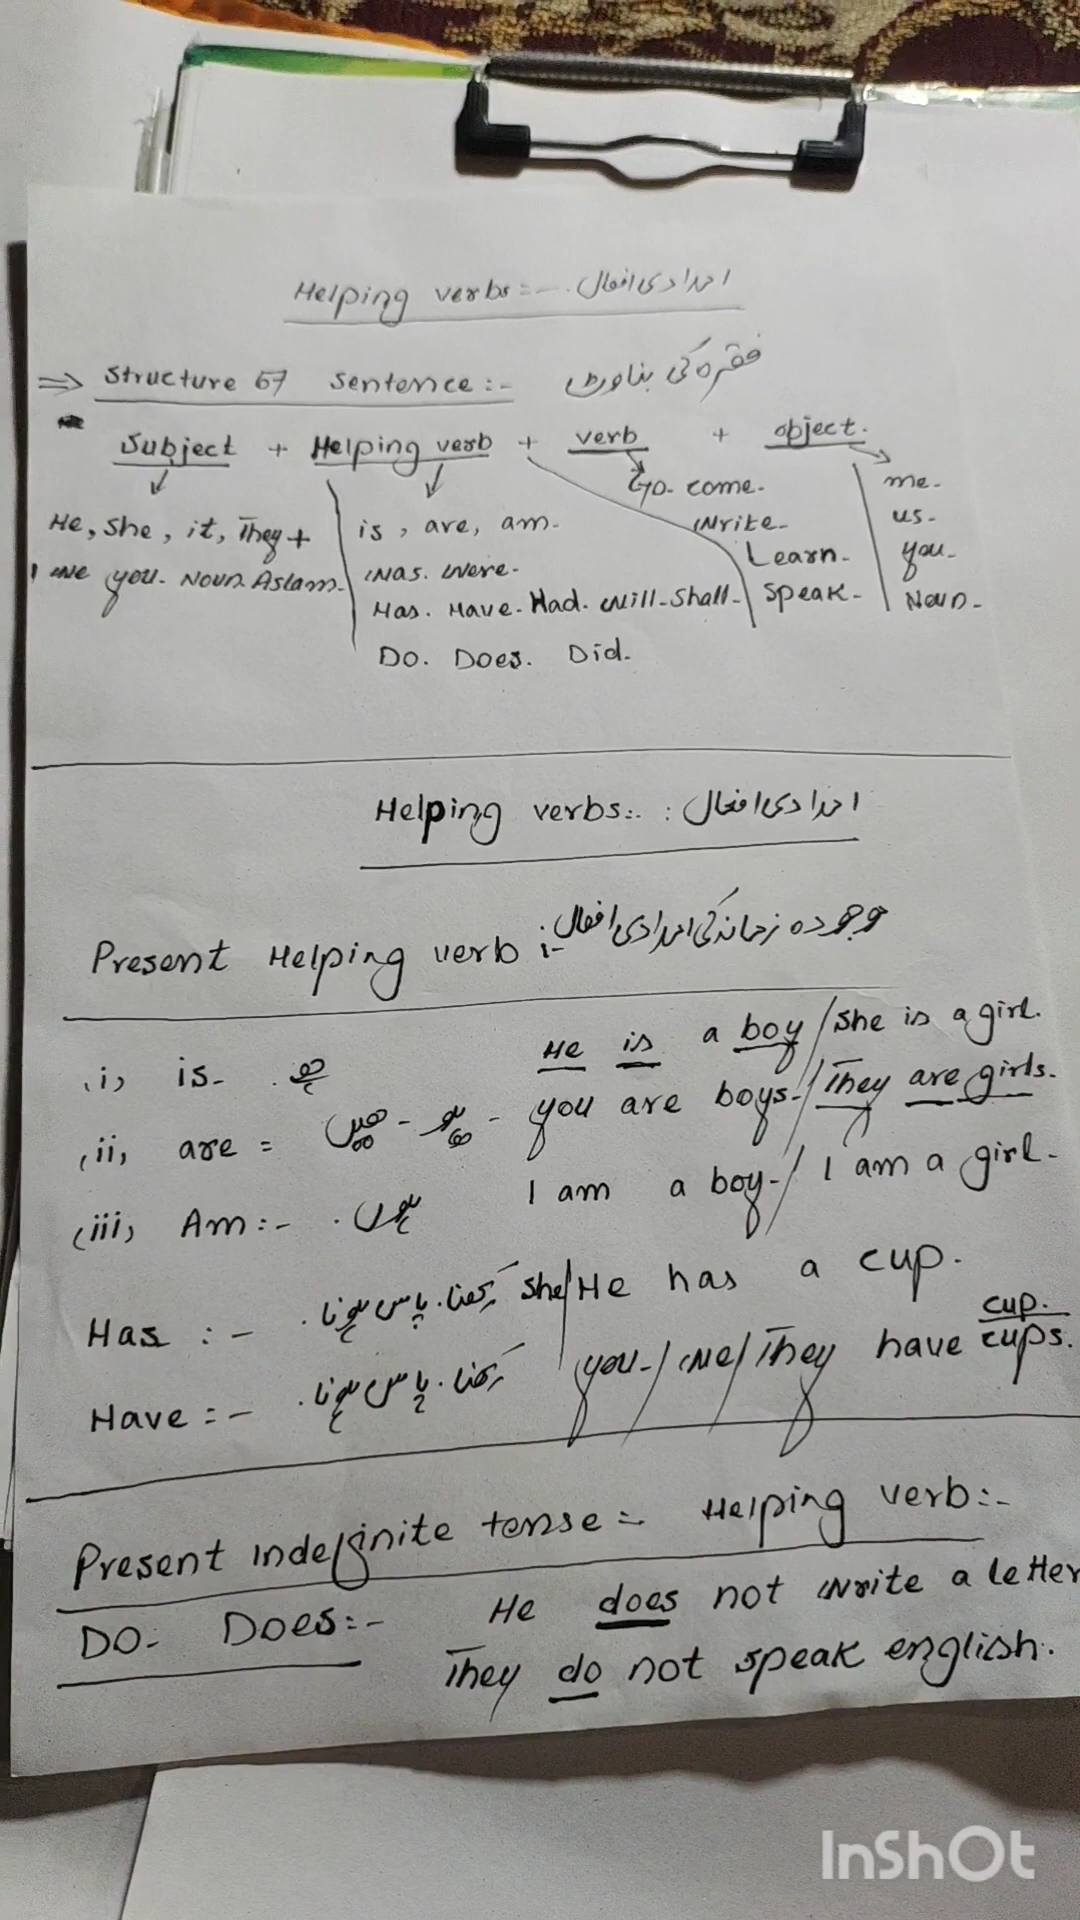 Helping verbs:- امدادی افعال
⇒ Structure of Sentence:- فقرہ کی بناوٹ
Subject + Helping verb + verb + object.
He, She, it, They + is, are, am. Go. come. me.
I we you. Noun. Aslam. Was. Were. Write. us.
Has. Have. Had. Will. Shall. Learn. you.
Do. Does. Did. Speak. Noun.
Helping verbs:. امدادی افعال
Present Helping verb :- موجودہ زمانہ کی امدادی افعال
(i) is- ہے He is a boy / She is a girl.
(ii) are = ہیں - ہو - you are boys. / They are girls.
(iii) Am:- ہوں. I am a boy. / I am a girl.
Has :- رکھنا. پاس ہونا. She/He has a cup.
Have :- رکھنا. پاس ہونا. you / We / They have cup. cups.
Present indefinite tense:- Helping verb:-
DO. Does:- He does not write a letter
They do not speak english.
InShOt